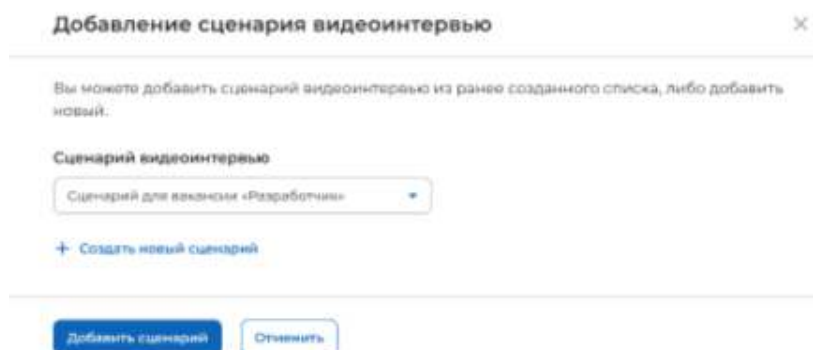 Добавление сценария видеоинтервью
Вы можете добавить сценарий видеоинтервью из ранее созданного списка, либо добавить
новый.
Сценарий видеоинтервью
Сценарий для вакансии «Разработчик»
+ Создать новый сценарий
Добавить сценарий
Отменить